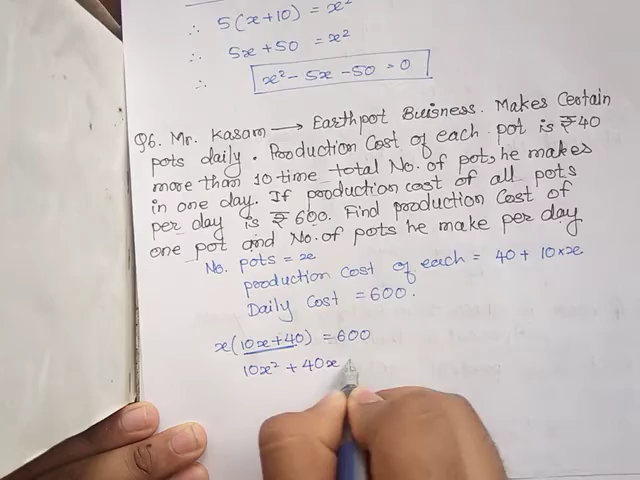 ∴ 5(x+10) = x²
∴ 5x+50 = x²
∴ x² - 5x - 50 = 0
Q6. Mr. Kasam → Earthpot Buisness. Makes Certain
pots daily. Production Cost of each pot is ₹40
more than 10 time total No. of pots he makes
in one day. If production cost of all pots
per day is ₹ 600. Find production Cost of
one pot and No. of pots he make per day
No. pots = x
production cost of each = 40 + 10×x
Daily Cost = 600.
x(10x+40) = 600
10x² + 40x